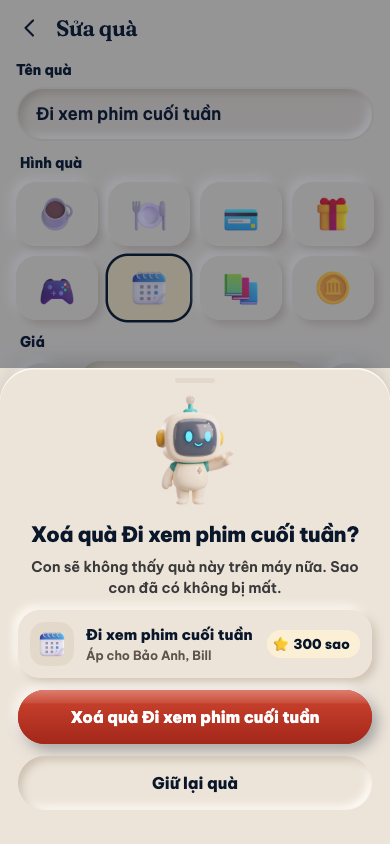 Sửa quà
Tên quà
Đi xem phim cuối tuần
Hình quà
Giá
Xoá quà Đi xem phim cuối tuần?
Con sẽ không thấy quà này trên máy nữa. Sao
con đã có không bị mất.
Đi xem phim cuối tuần
Áp cho Bảo Anh, Bill
300 sao
Xoá quà Đi xem phim cuối tuần
Giữ lại quà